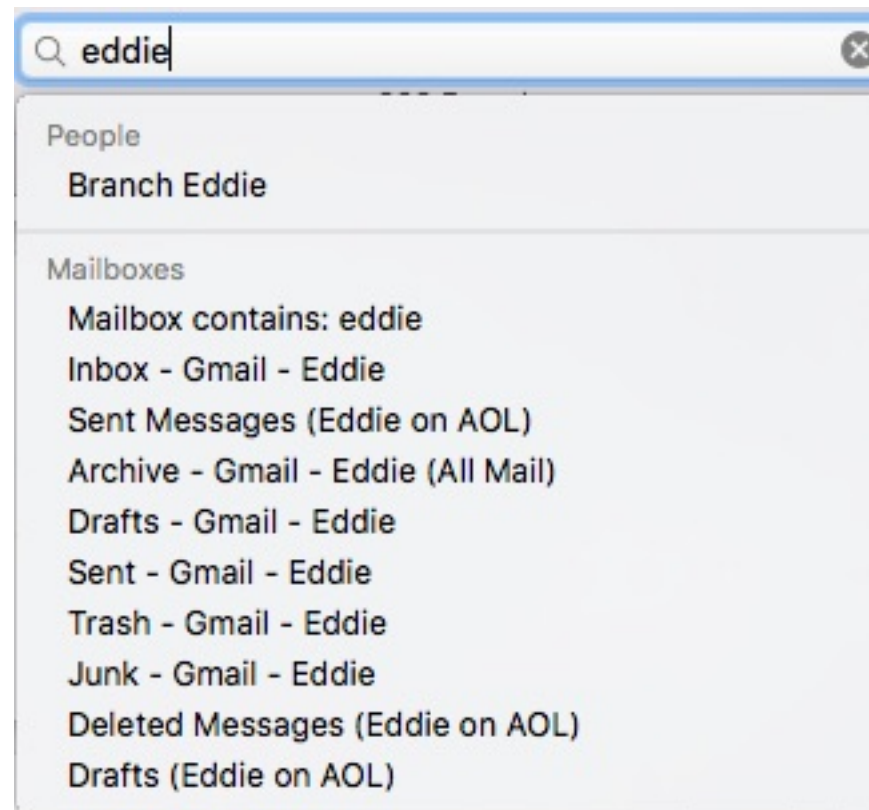 eddie
People
Branch Eddie
Mailboxes
Mailbox contains: eddie
Inbox - Gmail - Eddie
Sent Messages (Eddie on AOL)
Archive - Gmail - Eddie (All Mail)
Drafts - Gmail - Eddie
Sent - Gmail - Eddie
Trash - Gmail - Eddie
Junk - Gmail - Eddie
Deleted Messages (Eddie on AOL)
Drafts (Eddie on AOL)